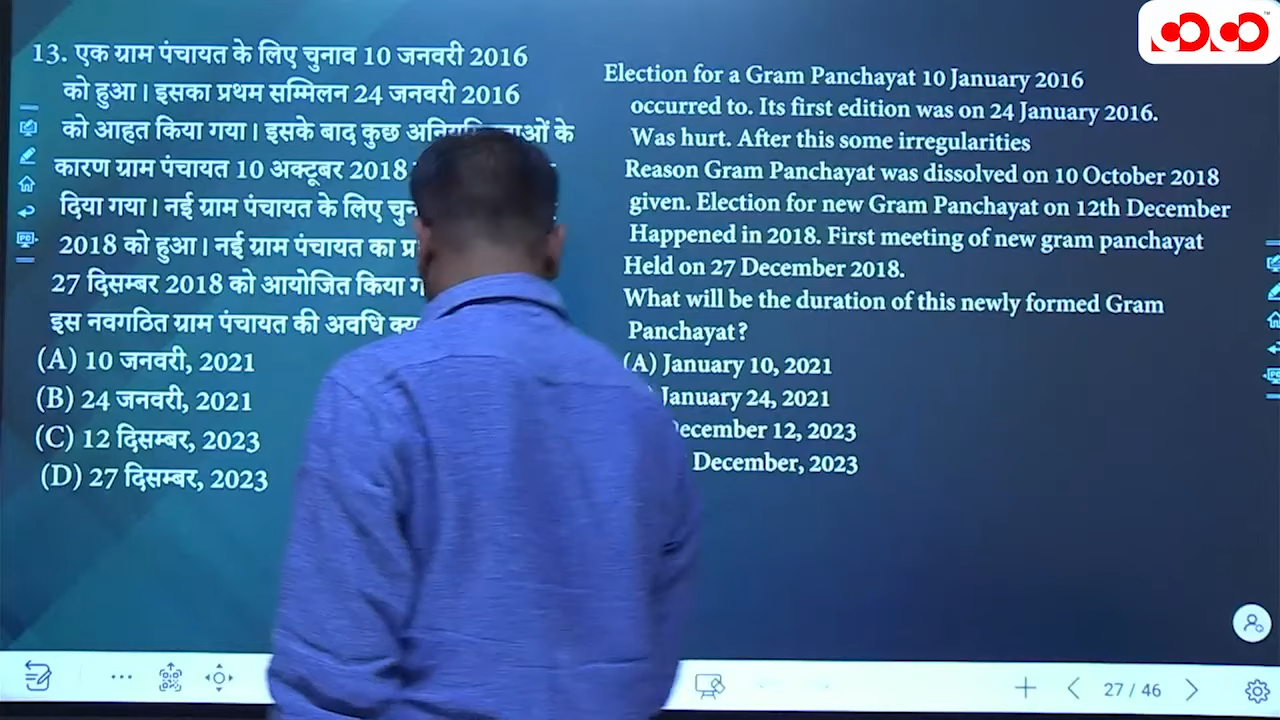 13. एक ग्राम पंचायत के लिए चुनाव 10 जनवरी 2016
को हुआ। इसका प्रथम सम्मिलन 24 जनवरी 2016
को आहत किया गया। इसके बाद कुछ के
कारण ग्राम पंचायत 10 अक्टूबर 2018
दिया गया। नई ग्राम पंचायत के लिए
2018 को हुआ। नई ग्राम पंचायत का
27 दिसम्बर 2018 को आयोजित किया
इस नवगठित ग्राम पंचायत की अवधि
(A) 10 जनवरी, 2021
(B) 24 जनवरी, 2021
(C) 12 दिसम्बर, 2023
(D) 27 दिसम्बर, 2023
Election for a Gram Panchayat 10 January 2016
occurred to. Its first edition was on 24 January 2016.
Was hurt. After this some irregularities
Reason Gram Panchayat was dissolved on 10 October 2018
given. Election for new Gram Panchayat on 12th December
Happened in 2018. First meeting of new gram panchayat
Held on 27 December 2018.
What will be the duration of this newly formed Gram
Panchayat?
(A) January 10, 2021
January 24, 2021
December 12, 2023
December, 2023
27 / 46